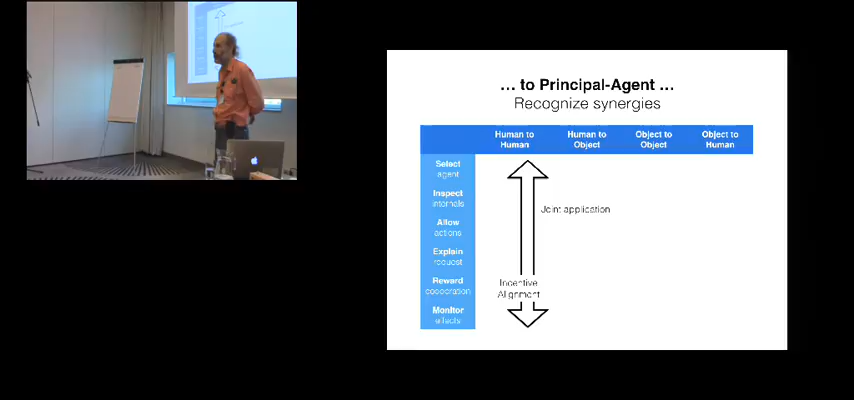 ... to Principal-Agent ...
Recognize synergies
Human to
Human
Human to
Object
Object to
Object
Object to
Human
Select
agent
Inspect
internals
Allow
actions
Explain
request
Reward
cooperation
Monitor
effects
Joint application
Incentive
Alignment